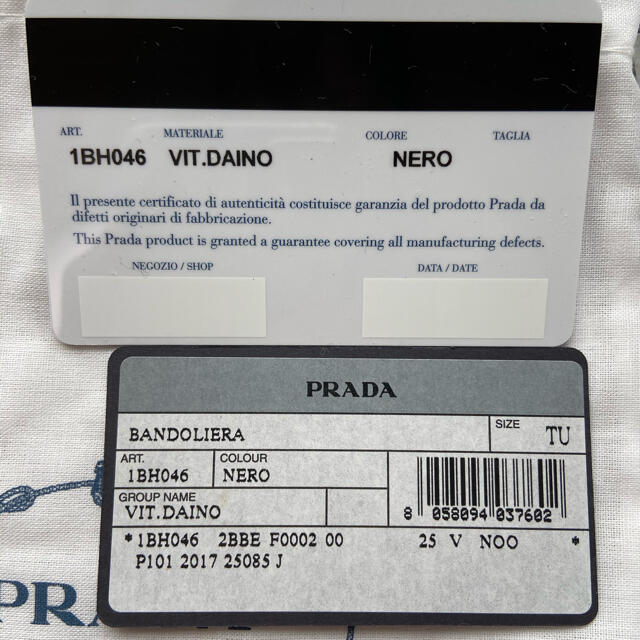 ART. MATERIALE COLORE TAGLIA
1BH046 VIT.DAINO NERO
Il presente certificato di autenticità costituisce garanzia del prodotto Prada da
difetti originari di fabbricazione.
This Prada product is granted a guarantee covering all manufacturing defects.
NEGOZIO / SHOP DATA / DATE
PRADA
BANDOLIERA SIZE TU
ART. COLOUR
1BH046 NERO
GROUP NAME
VIT.DAINO
8 058094 037602
*1BH046 2BBE F0002 00 25 V NOO *
P101 2017 25085 J
PRA